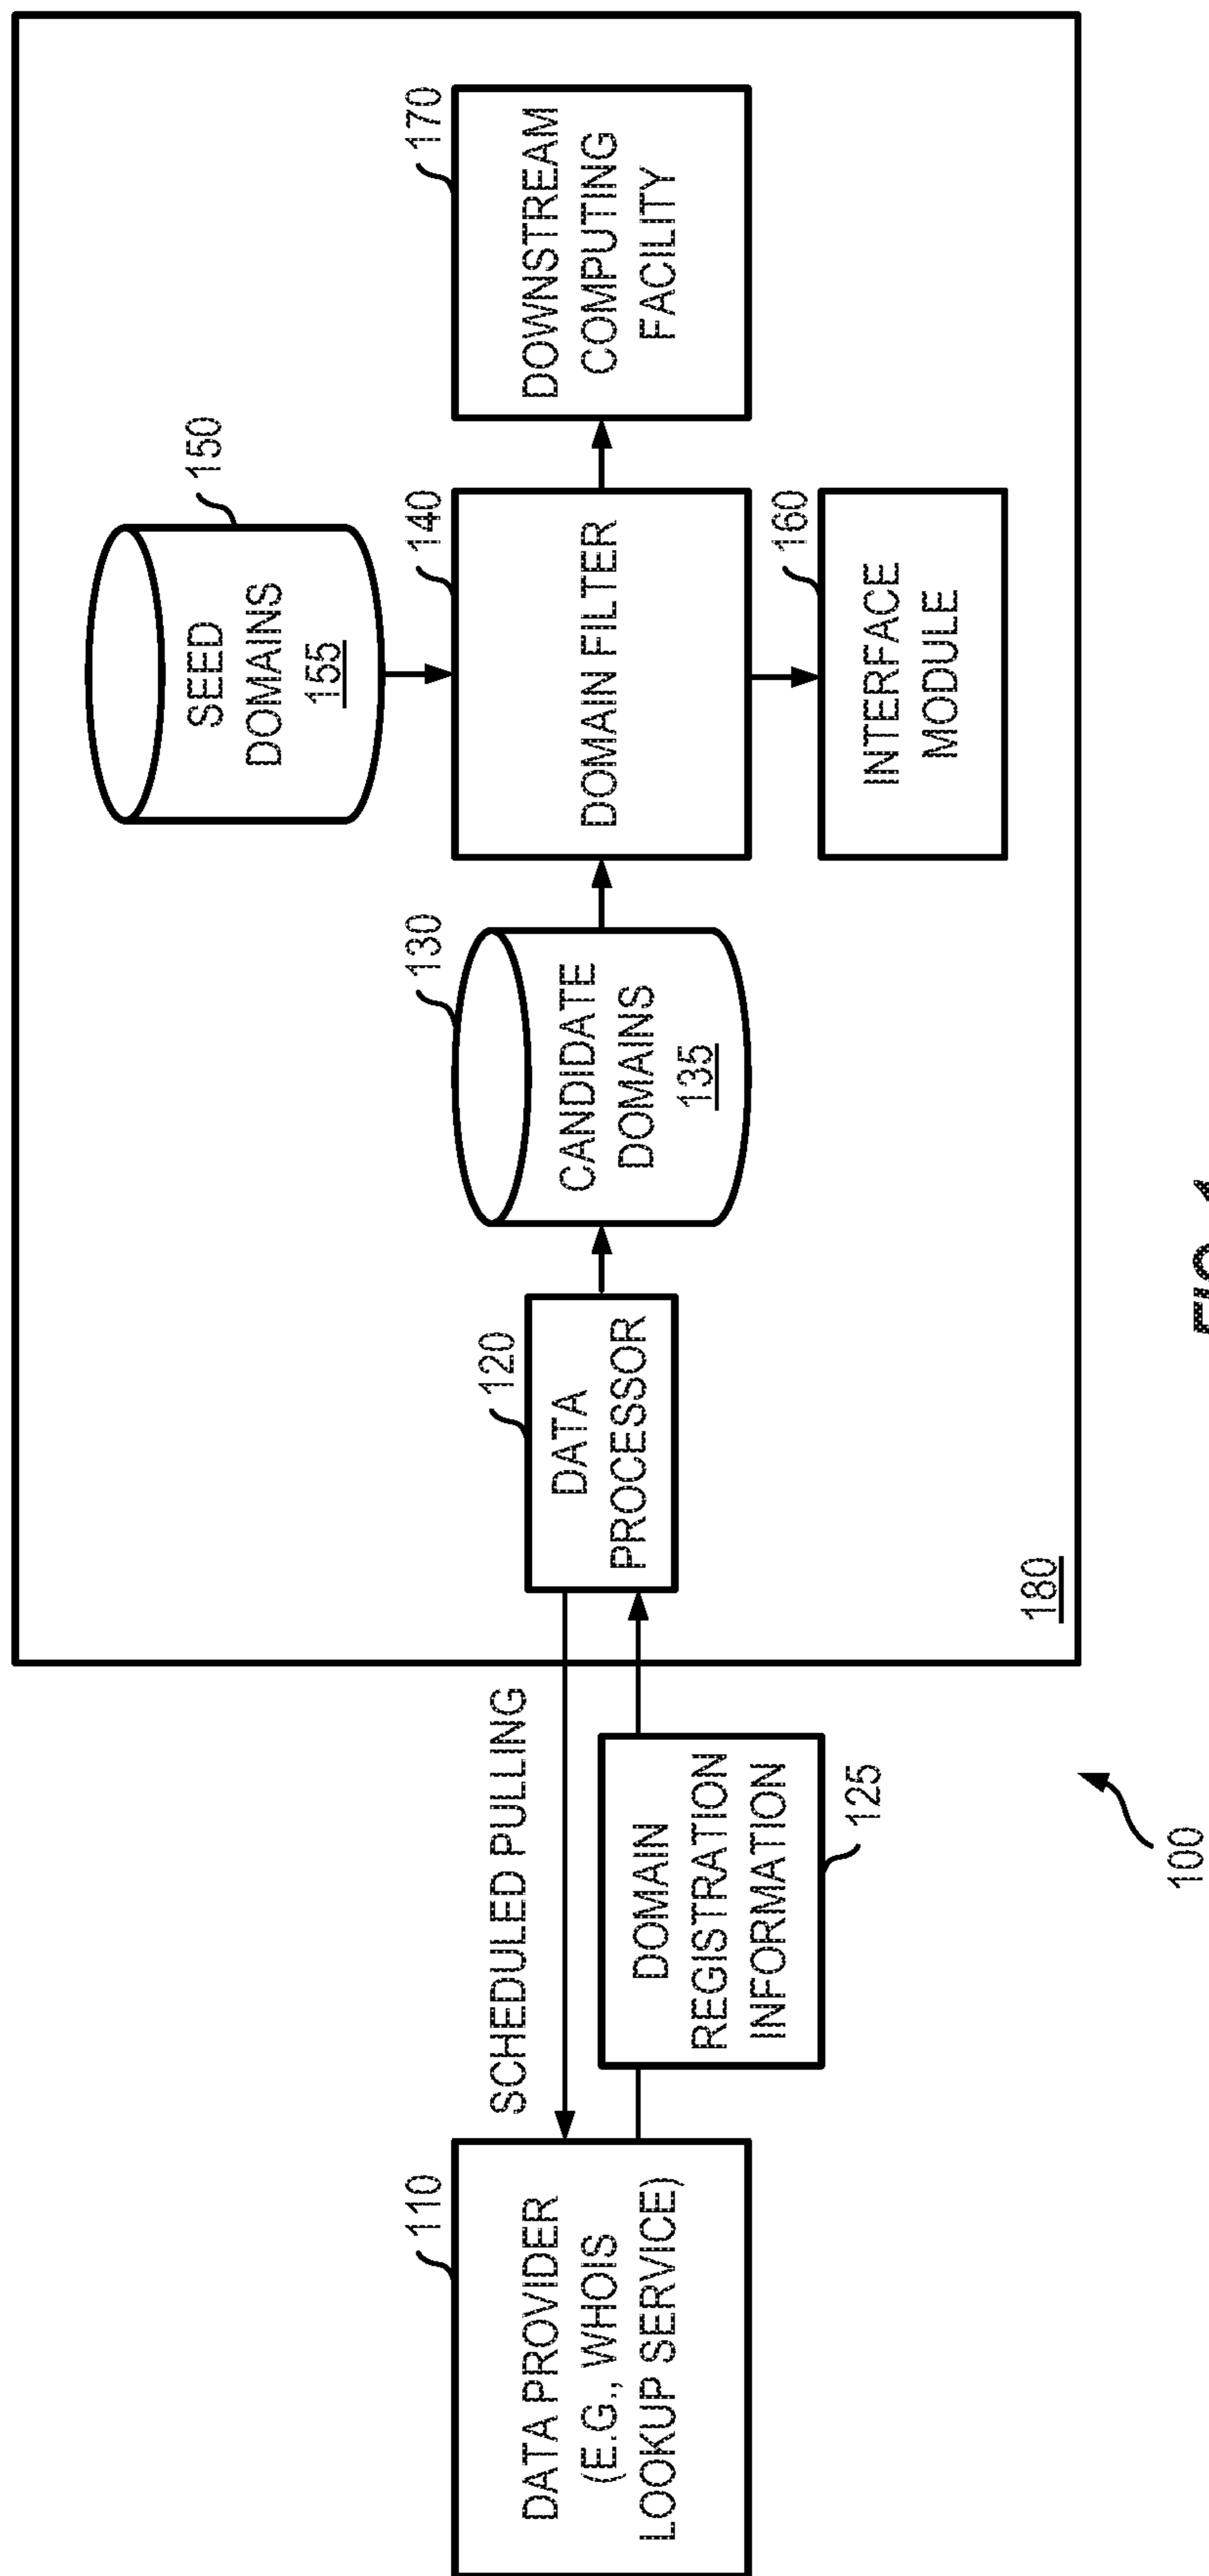 110
DATA PROVIDER
(E.G., WHOIS
LOOKUP SERVICE)
SCHEDULED PULLING
DOMAIN
REGISTRATION
INFORMATION
125
100
120
DATA
PROCESSOR
130
CANDIDATE
DOMAINS
135
150
SEED
DOMAINS
155
140
DOMAIN FILTER
160
INTERFACE
MODULE
170
DOWNSTREAM
COMPUTING
FACILITY
180